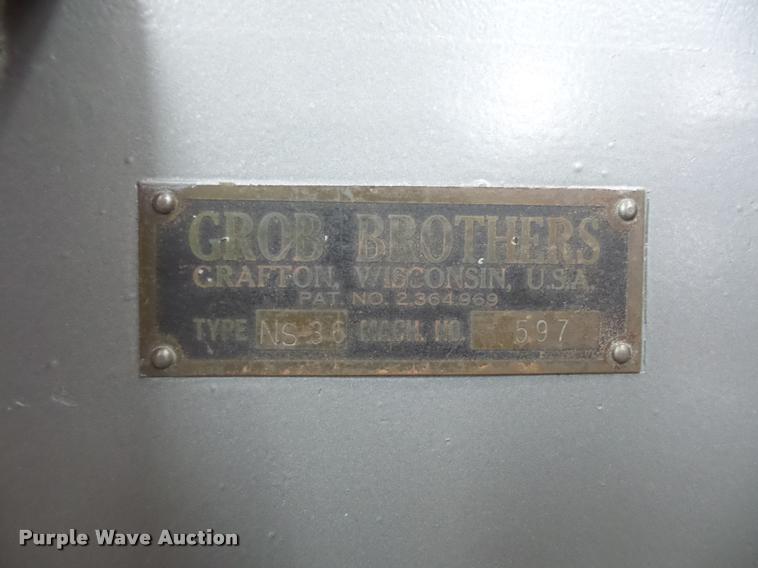 GROB BROTHERS
GRAFTON, WISCONSIN, U.S.A.
PAT. NO. 2.364.969
TYPE NS-36 MACH. NO. 597
Purple Wave Auction